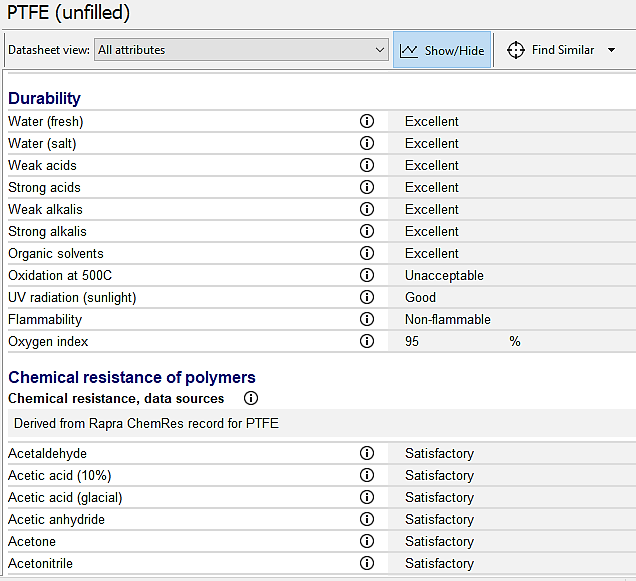 PTFE (unfilled)
Datasheet view: All attributes Show/Hide Find Similar
Durability
Water (fresh) Excellent
Water (salt) Excellent
Weak acids Excellent
Strong acids Excellent
Weak alkalis Excellent
Strong alkalis Excellent
Organic solvents Excellent
Oxidation at 500C Unacceptable
UV radiation (sunlight) Good
Flammability Non-flammable
Oxygen index 95 %
Chemical resistance of polymers
Chemical resistance, data sources
Derived from Rapra ChemRes record for PTFE
Acetaldehyde Satisfactory
Acetic acid (10%) Satisfactory
Acetic acid (glacial) Satisfactory
Acetic anhydride Satisfactory
Acetone Satisfactory
Acetonitrile Satisfactory